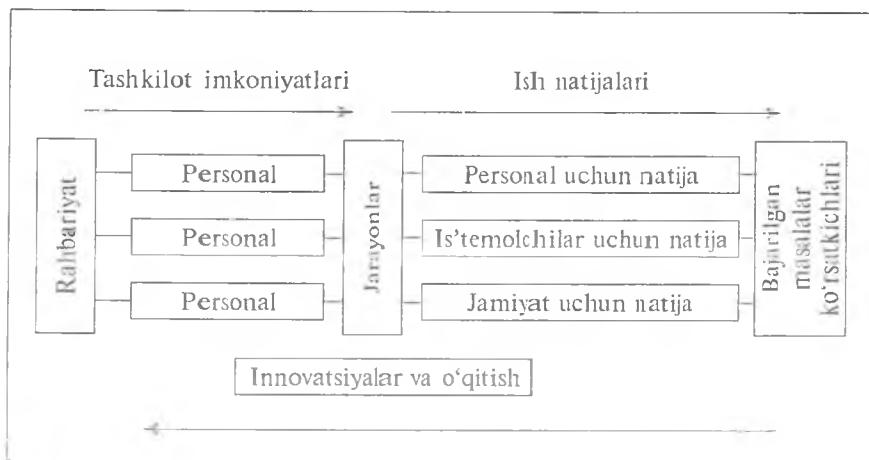 Tashkilot imkoniyatlari
Ish natijalari
Rahbariyat
Personal
Personal
Personal
Jarayonlar
Personal uchun natija
Is'temolchilar uchun natija
Jamiyat uchun natija
Bajarilgan
masalalar
ko‘rsatkichlari
Innovatsiyalar va o‘qitish